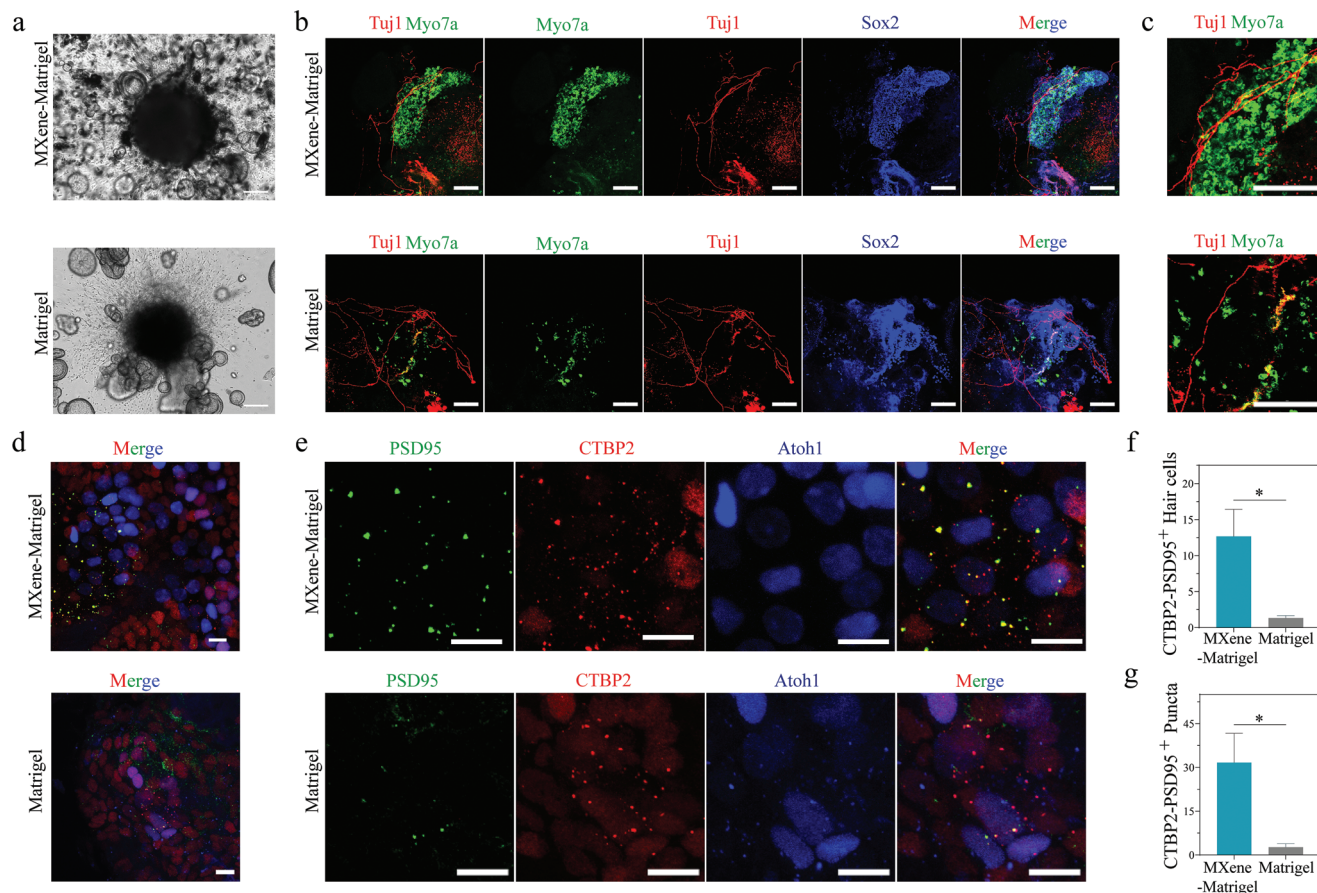 a
MXene-Matrigel
Matrigel
b
Tuj1 Myo7a
Myo7a
Tuj1
Sox2
Merge
MXene-Matrigel
Tuj1 Myo7a
Myo7a
Tuj1
Sox2
Merge
Matrigel
c
Tuj1 Myo7a
Tuj1 Myo7a
d
Merge
MXene-Matrigel
Merge
Matrigel
e
PSD95
CTBP2
Atoh1
Merge
MXene-Matrigel
PSD95
CTBP2
Atoh1
Merge
Matrigel
f
CTBP2-PSD95⁺ Hair cells
20
15
10
5
0
*
MXene
-Matrigel
Matrigel
g
CTBP2-PSD95⁺ Puncta
45
30
15
0
*
MXene
-Matrigel
Matrigel